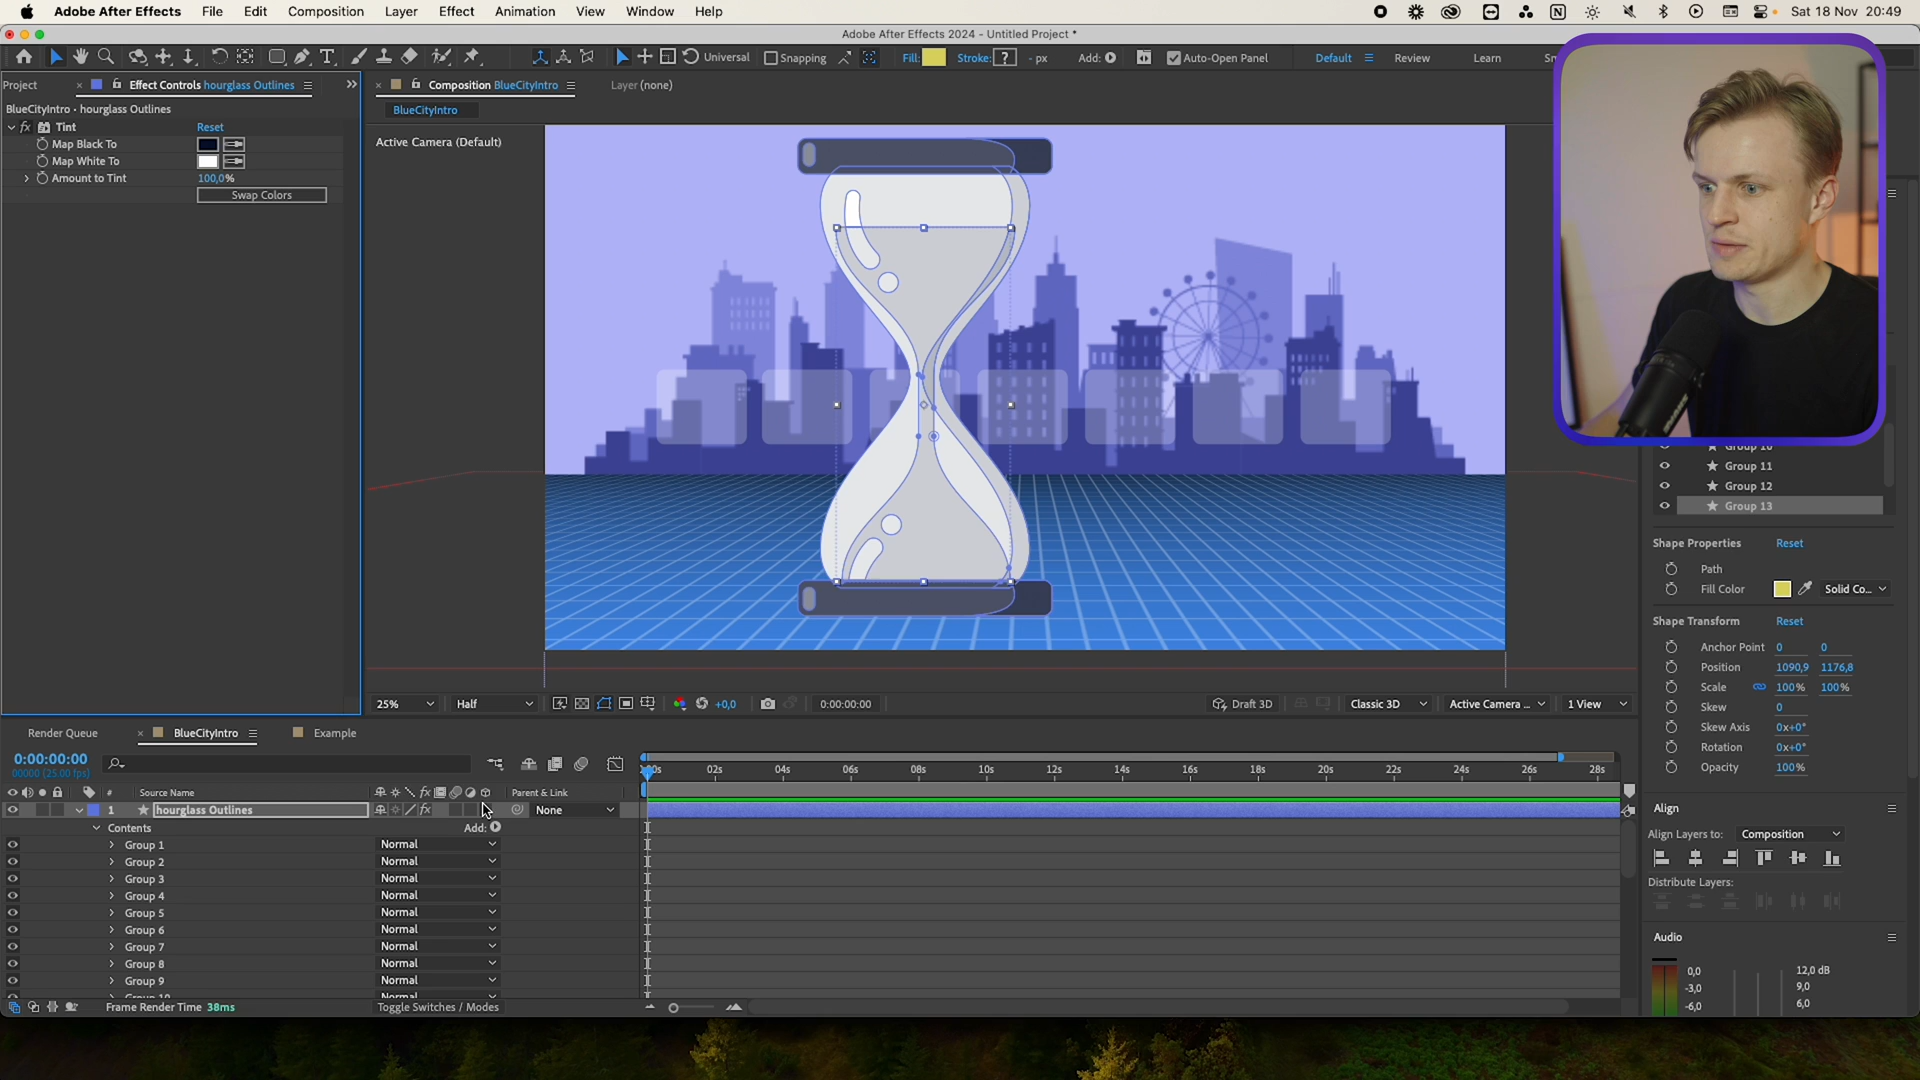 Adobe After Effects File Edit Composition Layer Effect Animation View Window Help Sat 18 Nov 20:49
Adobe After Effects 2024 - Untitled Project *
Universal Snapping Fill: Stroke: ? - px Add: Auto-Open Panel Default Review Learn
Project Effect Controls hourglass Outlines
Composition BlueCityIntro Layer (none)
BlueCityIntro • hourglass Outlines
BlueCityIntro
fx Tint Reset
Map Black To
Map White To
Amount to Tint 100,0%
Swap Colors
Active Camera (Default)
Group 11
Group 12
Group 13
Shape Properties Reset
Path
Fill Color Solid Co...
Shape Transform Reset
Anchor Point 0 0
Position 1090,9 1176,8
Scale 100% 100%
Skew 0
Skew Axis 0x+0°
Rotation 0x+0°
Opacity 100%
25% Half +0,0 0:00:00:00 Draft 3D Classic 3D Active Camera ... 1 View
Render Queue BlueCityIntro Example
0:00:00:00
00000 (25.00 fps)
02s 04s 06s 08s 10s 12s 14s 16s 18s 20s 22s 24s 26s 28s
# Source Name fx Parent & Link
1 hourglass Outlines fx None
Contents Add:
Group 1 Normal
Group 2 Normal
Group 3 Normal
Group 4 Normal
Group 5 Normal
Group 6 Normal
Group 7 Normal
Group 8 Normal
Group 9 Normal
Frame Render Time 38ms Toggle Switches / Modes
Align
Align Layers to: Composition
Distribute Layers:
Audio
0,0 12,0 dB
-3,0 9,0
-6,0 6,0